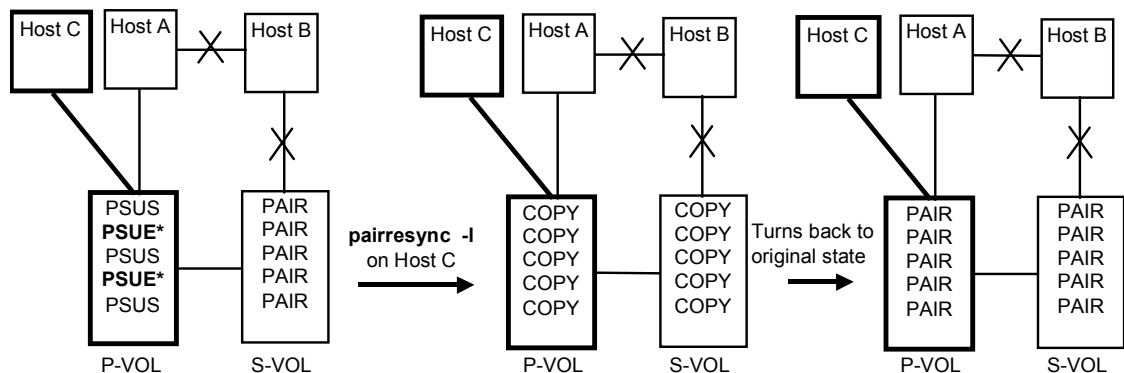 Host C
Host A
Host B
PSUS
PSUE*
PSUS
PSUE*
PSUS
PAIR
PAIR
PAIR
PAIR
PAIR
P-VOL
S-VOL
pairresync -l
on Host C
Host C
Host A
Host B
COPY
COPY
COPY
COPY
COPY
COPY
COPY
COPY
COPY
COPY
P-VOL
S-VOL
Turns back to
original state
Host C
Host A
Host B
PAIR
PAIR
PAIR
PAIR
PAIR
PAIR
PAIR
PAIR
PAIR
PAIR
P-VOL
S-VOL